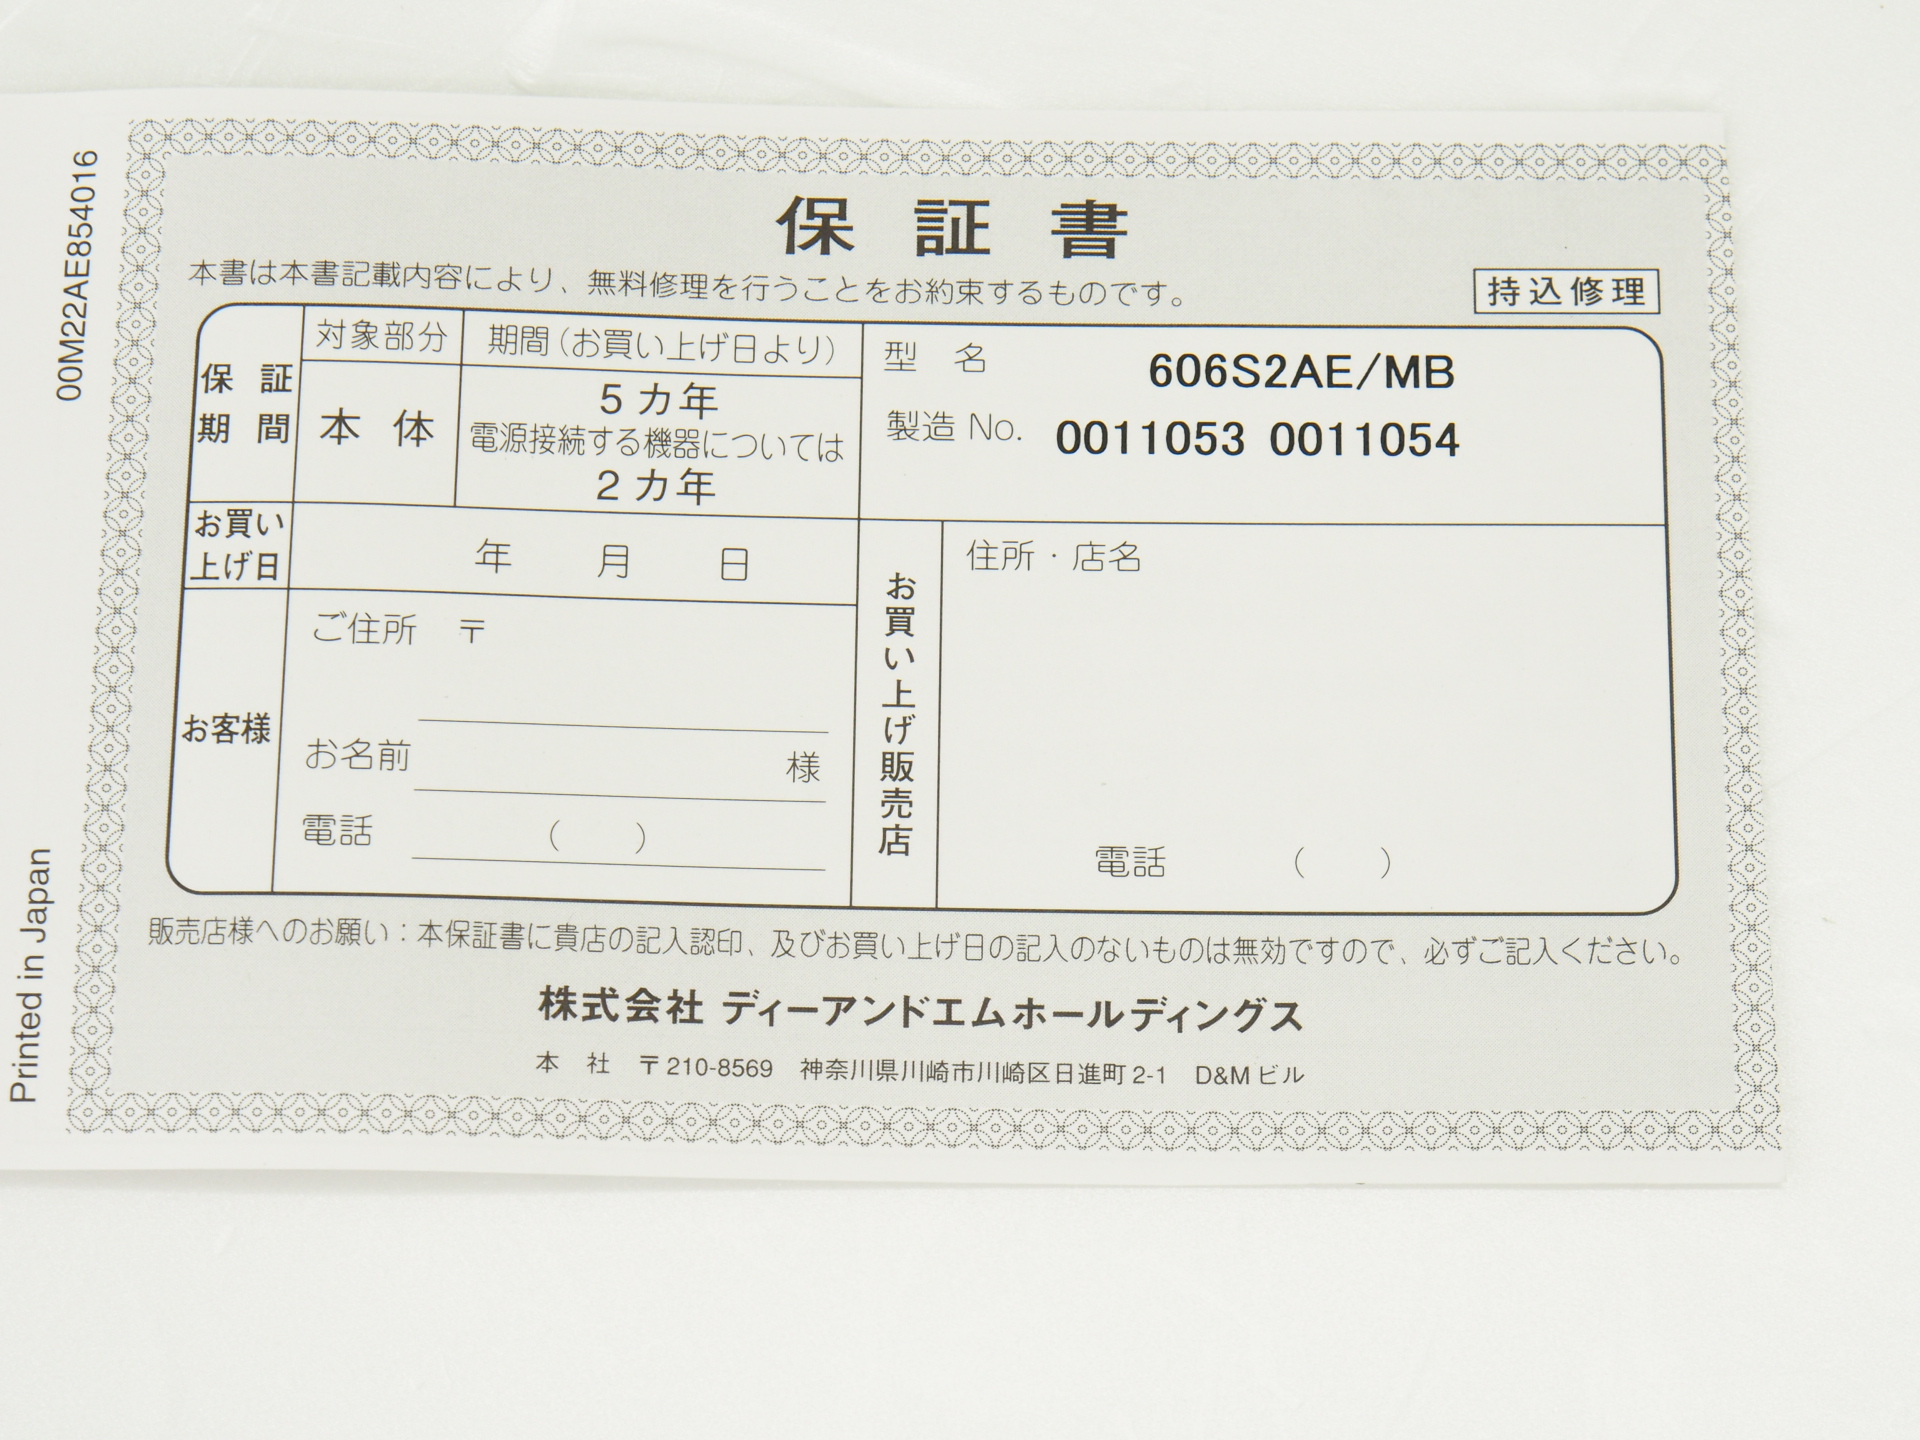 00M22AE854016
Printed in Japan
保証書
本書は本書記載内容により、無料修理を行うことをお約束するものです。
持込修理
保証期間
対象部分
期間(お買い上げ日より)
本体
5カ年
電源接続する機器については
2カ年
型名 606S2AE/MB
製造 No. 0011053 0011054
お買い
上げ日
年 月 日
お客様
ご住所 〒
お名前 様
電話 ( )
お買い上げ販売店
住所・店名
電話 ( )
販売店様へのお願い:本保証書に貴店の記入認印、及びお買い上げ日の記入のないものは無効ですので、必ずご記入ください。
株式会社 ディーアンドエムホールディングス
本社 〒210-8569 神奈川県川崎市川崎区日進町2-1 D&Mビル